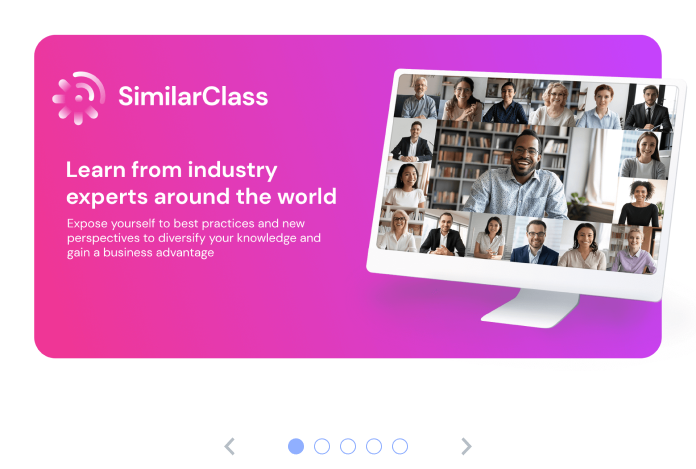 SimilarClass
Learn from industry
experts around the world
Expose yourself to best practices and new
perspectives to diversify your knowledge and
gain a business advantage